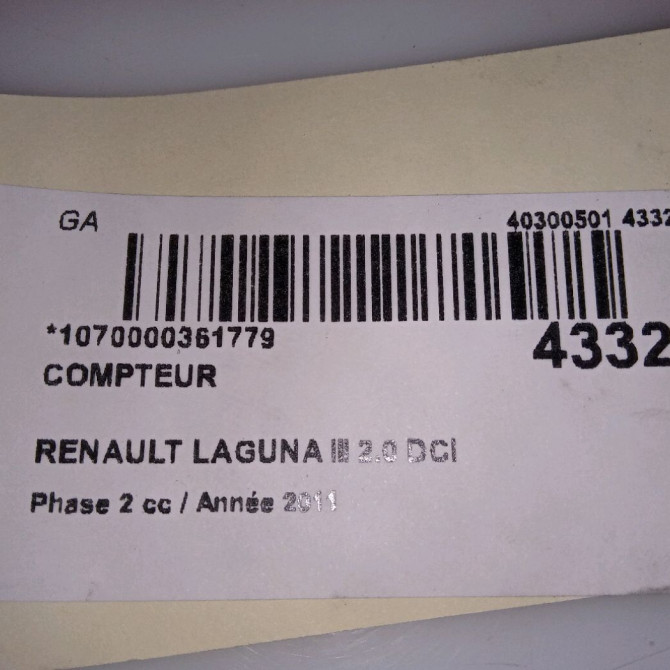 GA
40300501 4332
*1070000361779
4332
COMPTEUR
RENAULT LAGUNA III 2.0 DCI
Phase 2 cc / Année 2011